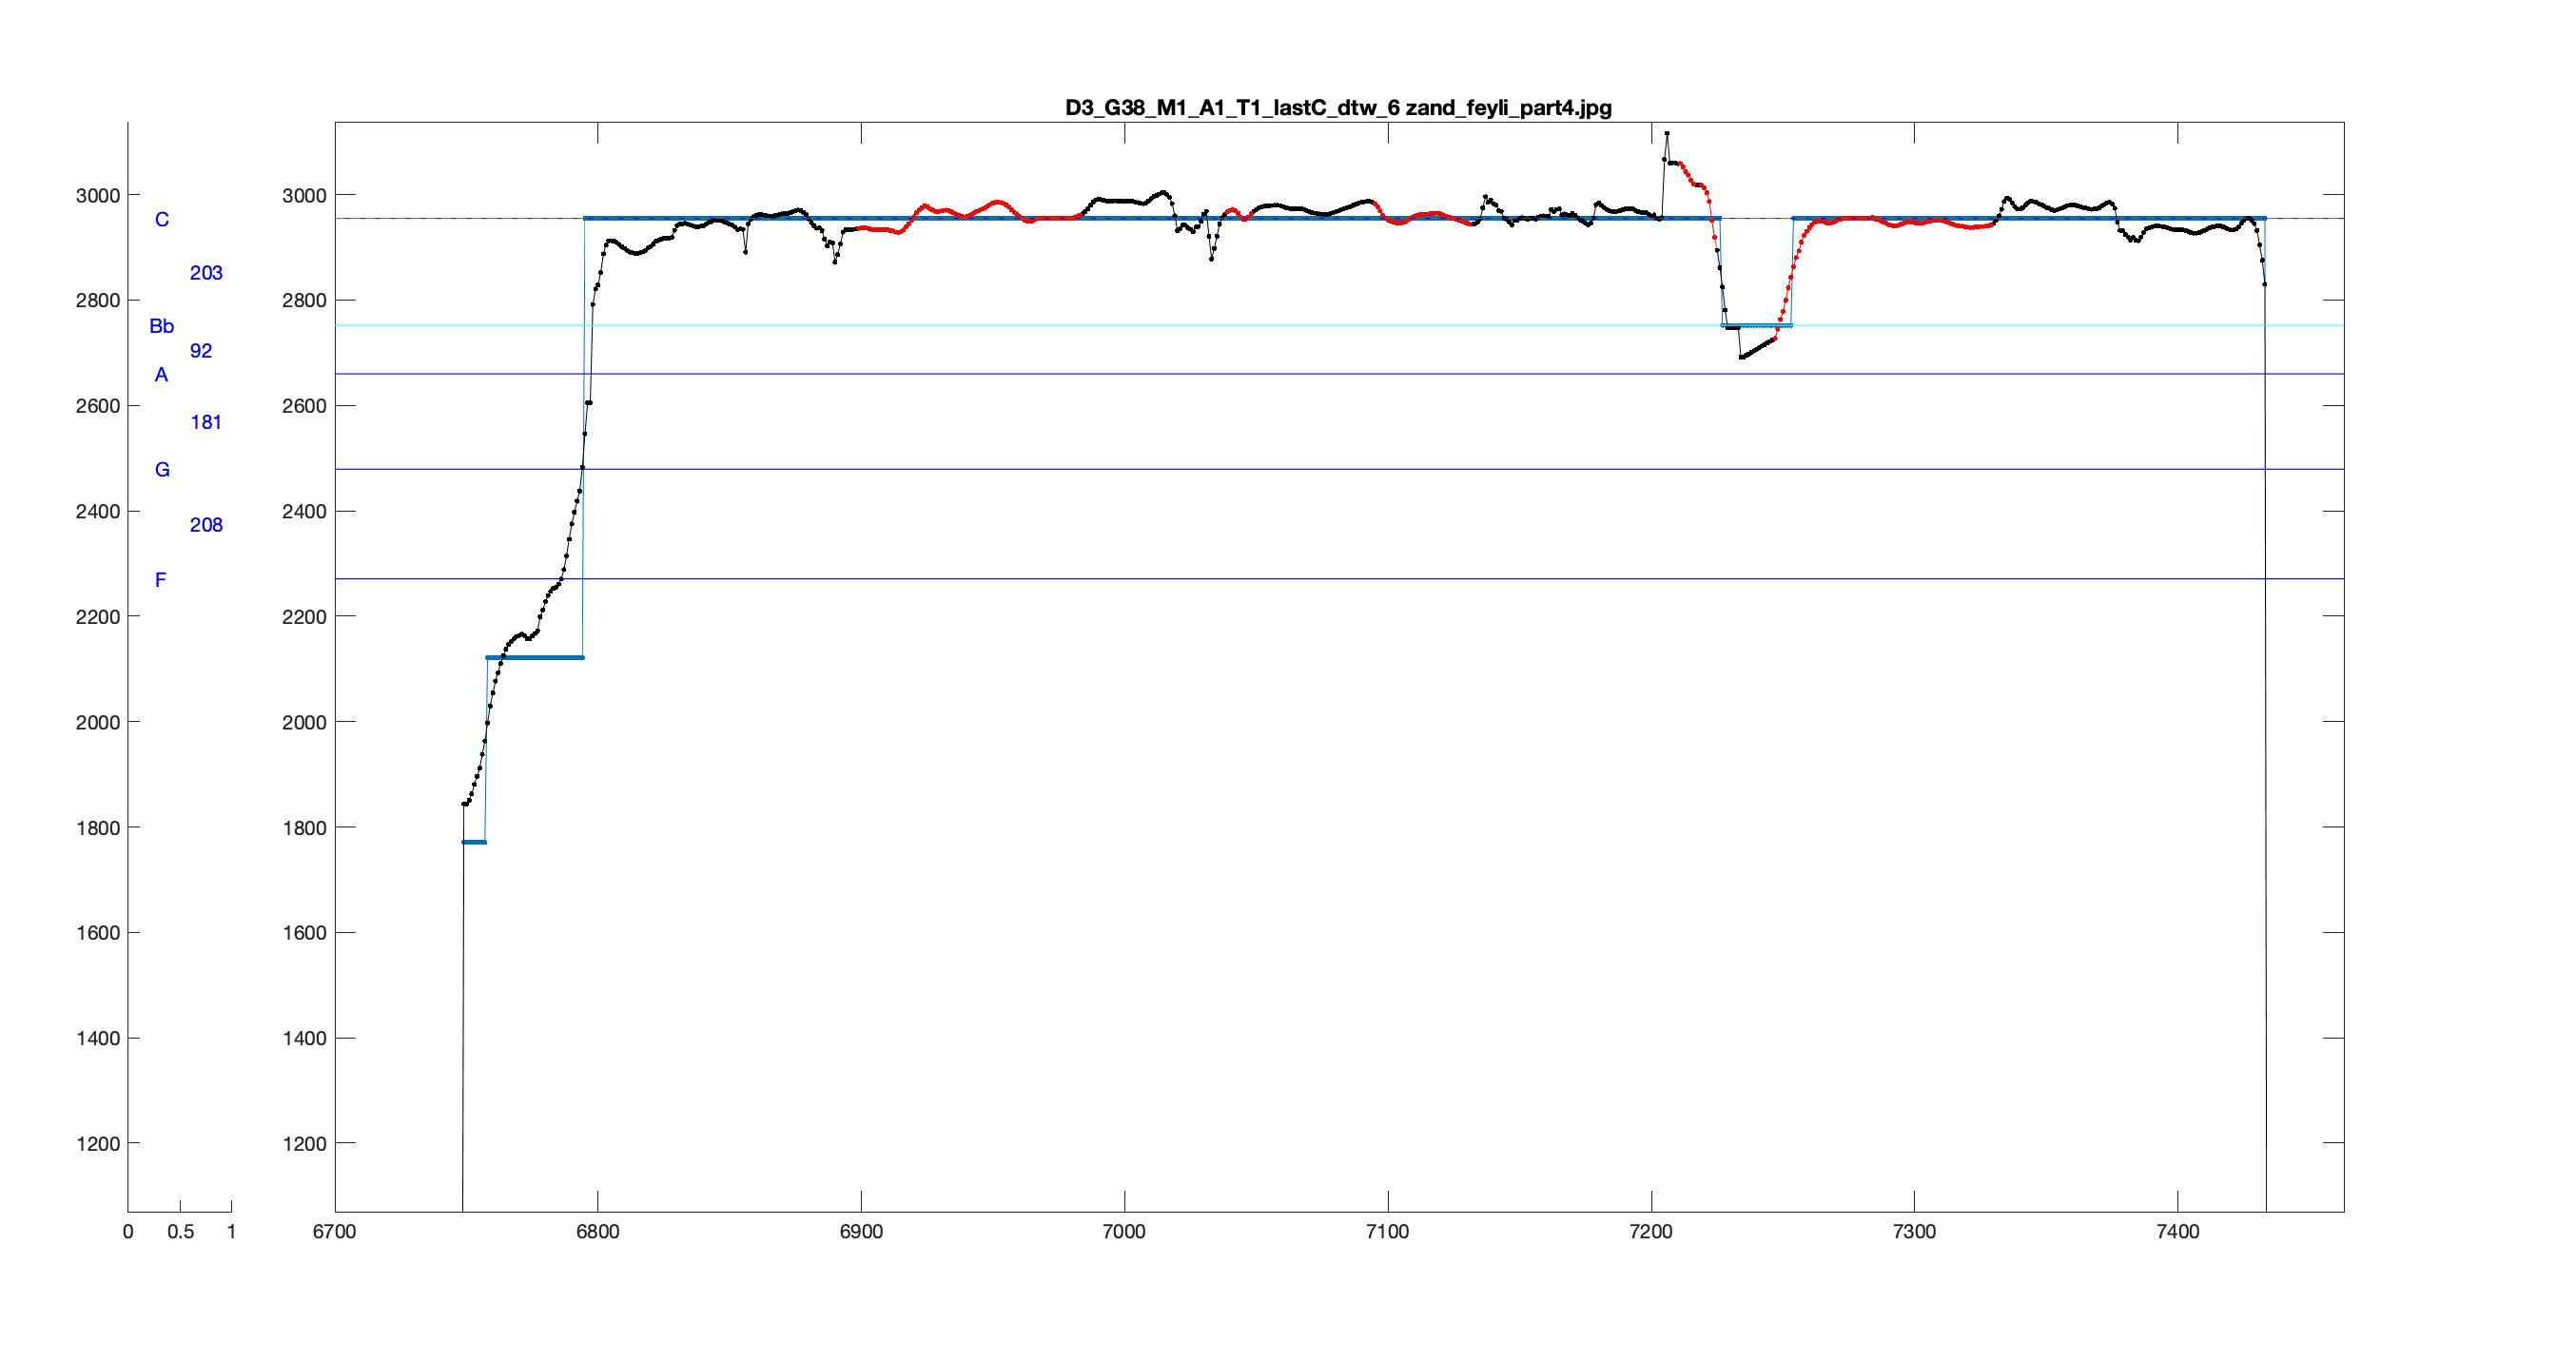 D3_G38_M1_A1_T1_lastC_dtw_6 zand_feyli_part4.jpg
3000 3000
C
203
2800 2800
Bb
92
A
2600 2600
181
G
2400 2400
208
F
2200 2200
2000 2000
1800 1800
1600 1600
1400 1400
1200 1200
0 0.5 1 6700 6800 6900 7000 7100 7200 7300 7400